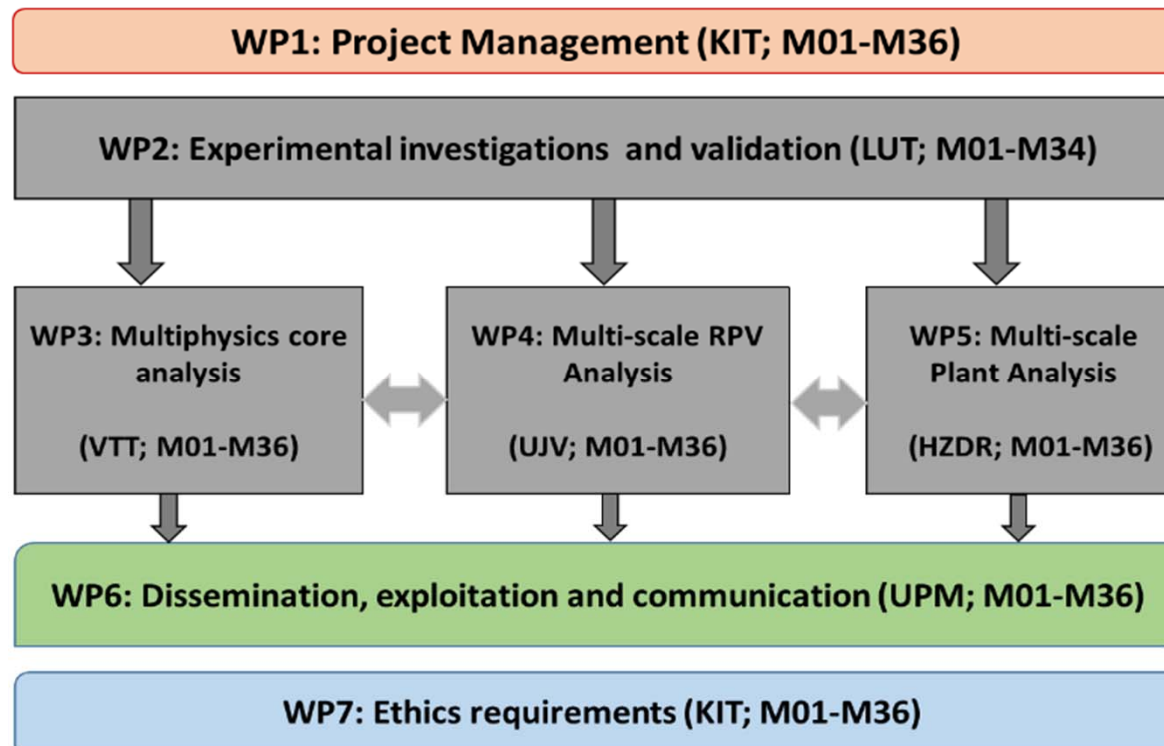 WP1: Project Management (KIT; M01-M36)
WP2: Experimental investigations and validation (LUT; M01-M34)
WP3: Multiphysics core
analysis
(VTT; M01-M36)
WP4: Multi-scale RPV
Analysis
(UJV; M01-M36)
WP5: Multi-scale
Plant Analysis
(HZDR; M01-M36)
WP6: Dissemination, exploitation and communication (UPM; M01-M36)
WP7: Ethics requirements (KIT; M01-M36)